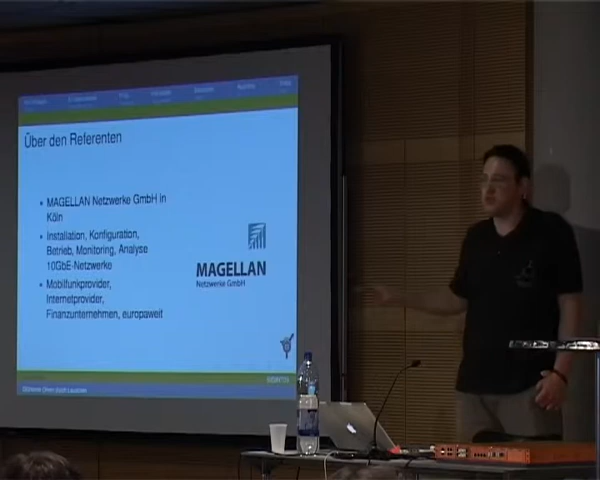 Über den Referenten
MAGELLAN Netzwerke GmbH in
Köln
Installation, Konfiguration,
Betrieb, Monitoring, Analyse
10GbE-Netzwerke
Mobilfunkprovider,
Internetprovider,
Finanzunternehmen, europaweit
MAGELLAN
Netzwerke GmbH